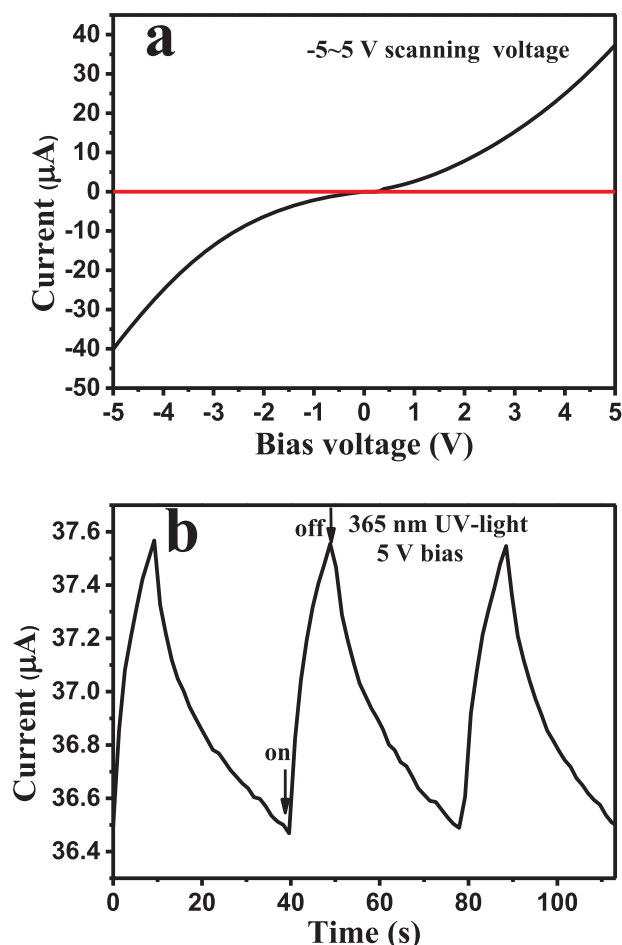 a
-5~5 V scanning voltage
40
30
20
10
0
-10
-20
-30
-40
-50
Current (μA)
-5 -4 -3 -2 -1 0 1 2 3 4 5
Bias voltage (V)
b
off
365 nm UV-light
5 V bias
on
37.6
37.4
37.2
37.0
36.8
36.6
36.4
Current (μA)
0 20 40 60 80 100
Time (s)